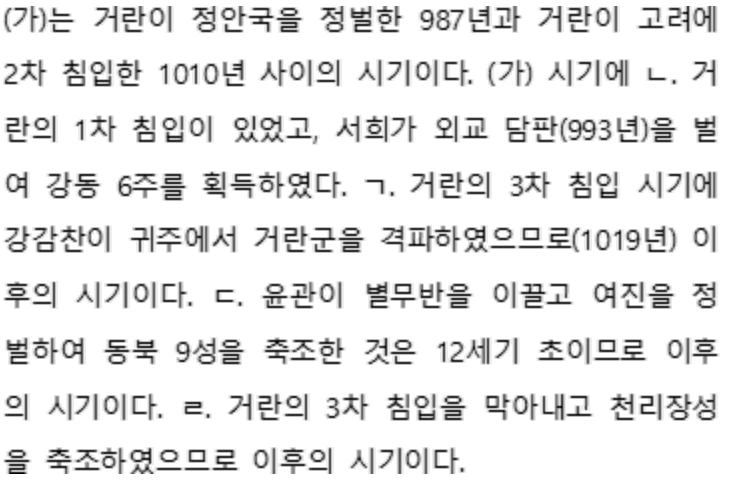 (가)는 거란이 정안국을 정벌한 987년과 거란이 고려에
2차 침입한 1010년 사이의 시기이다. (가) 시기에 ㄴ. 거
란의 1차 침입이 있었고, 서희가 외교 담판(993년)을 벌
여 강동 6주를 획득하였다. ㄱ. 거란의 3차 침입 시기에
강감찬이 귀주에서 거란군을 격파하였으므로(1019년) 이
후의 시기이다. ㄷ. 윤관이 별무반을 이끌고 여진을 정
벌하여 동북 9성을 축조한 것은 12세기 초이므로 이후
의 시기이다. ㄹ. 거란의 3차 침입을 막아내고 천리장성
을 축조하였으므로 이후의 시기이다.